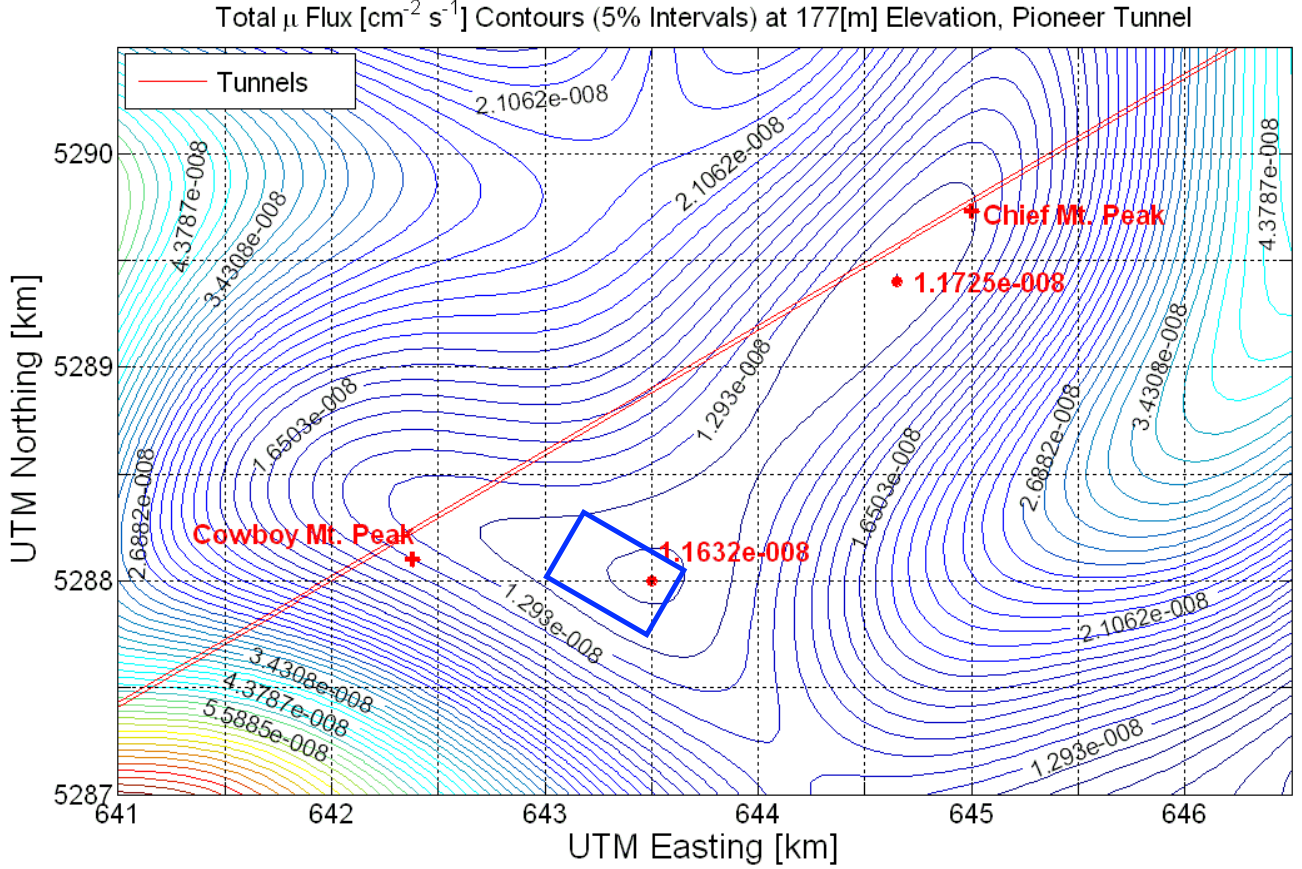 Total μ Flux [cm⁻² s⁻¹] Contours (5% Intervals) at 177[m] Elevation, Pioneer Tunnel
Tunnels
2.1062e-008
2.1062e-008
4.3787e-008
3.4308e-008
4.3787e-008
Chief Mt. Peak
1.1725e-008
1.293e-008
3.4308e-008
1.6503e-008
2.6882e-008
2.6882e-008
1.6503e-008
Cowboy Mt. Peak
1.1632e-008
1.293e-008
2.1062e-008
3.4308e-008
4.3787e-008
5.5885e-008
1.293e-008
5290
5289
5288
5287
UTM Northing [km]
641
642
643
644
645
646
UTM Easting [km]